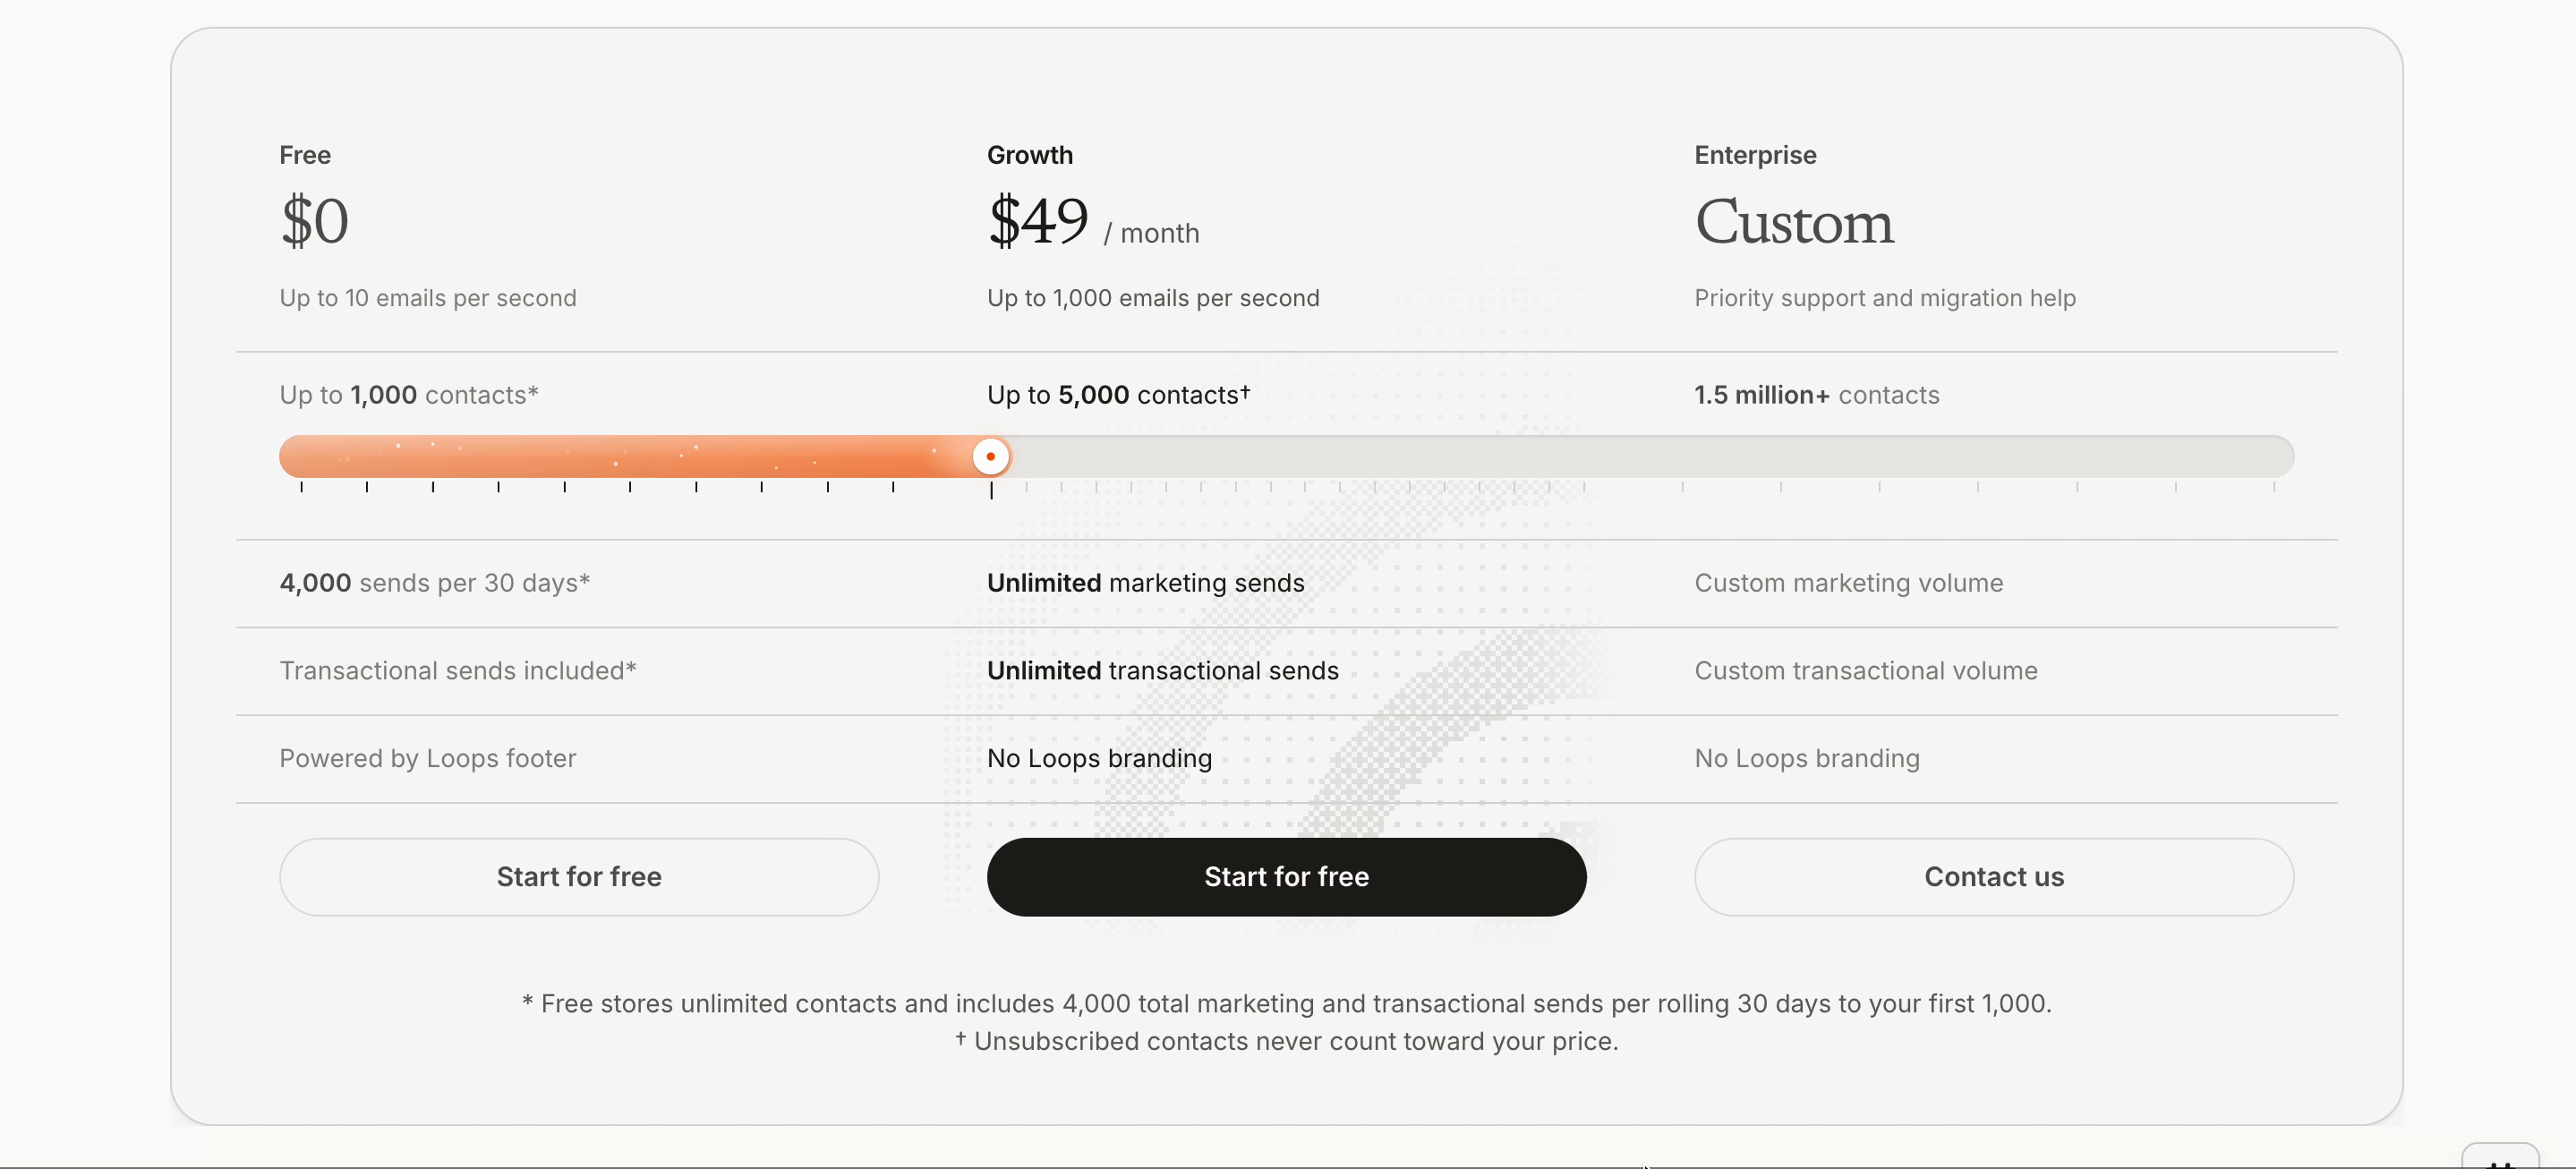 Free
$0
Up to 10 emails per second
Growth
$49 / month
Up to 1,000 emails per second
Enterprise
Custom
Priority support and migration help
Up to 1,000 contacts*
Up to 5,000 contacts†
1.5 million+ contacts
4,000 sends per 30 days*
Unlimited marketing sends
Custom marketing volume
Transactional sends included*
Unlimited transactional sends
Custom transactional volume
Powered by Loops footer
No Loops branding
No Loops branding
Start for free
Start for free
Contact us
* Free stores unlimited contacts and includes 4,000 total marketing and transactional sends per rolling 30 days to your first 1,000.
† Unsubscribed contacts never count toward your price.